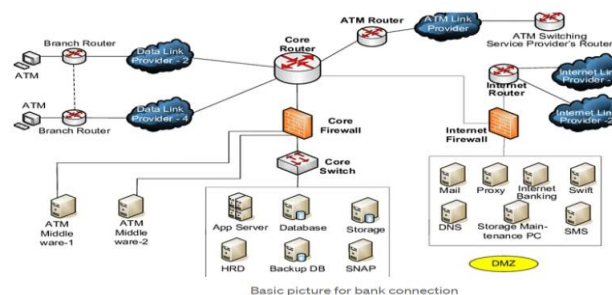 Branch Router
Data Link
Provider - 2
ATM
ATM
Branch Router
Data Link
Provider - 4
Core
Router
ATM Router
ATM Link
Provider
ATM Switching
Service Provider's Router
Internet
Router
Internet Link
Internet Link
Core
Firewall
Internet
Firewall
Core
Switch
ATM
Middle
ware-1
ATM
Middle
ware-2
App Server
Database
Storage
HRD
Backup DB
SNAP
Mail
Proxy
Internet
Banking
Swift
DNS
Storage Main-
tenance PC
SMS
DMZ
Basic picture for bank connection